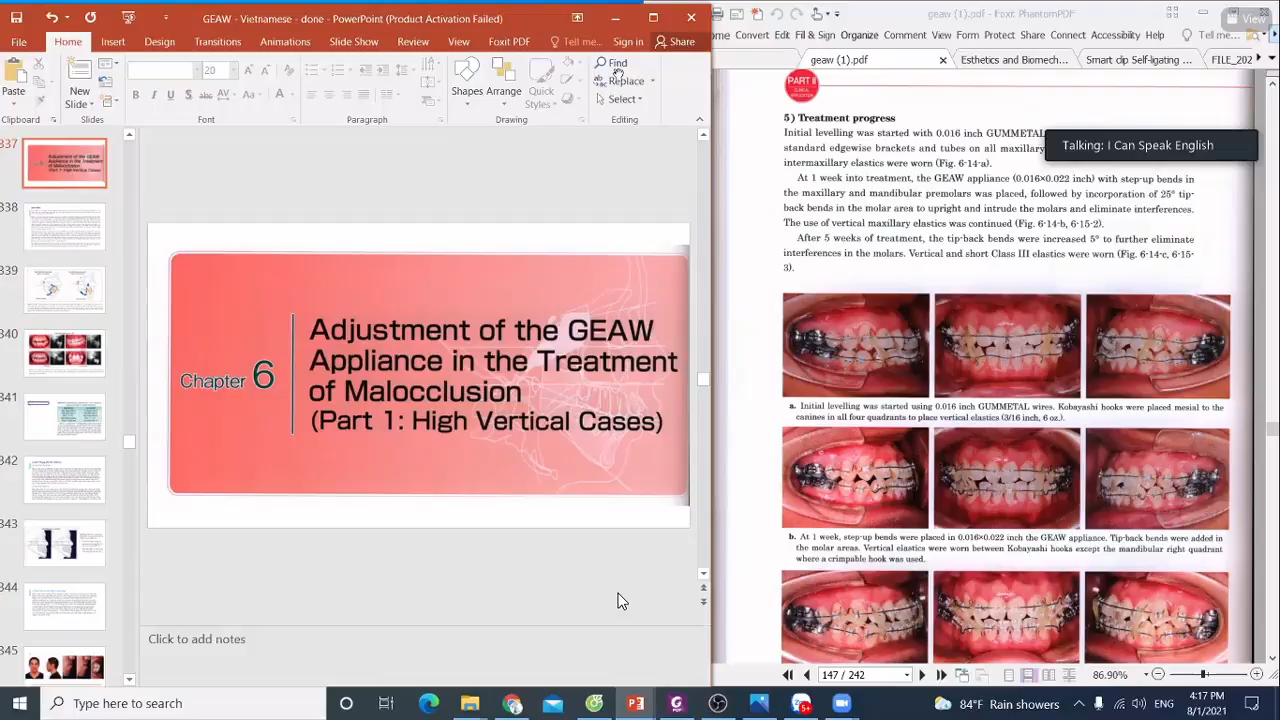 GEAW - Vietnamese - done - PowerPoint (Product Activation Failed)
File Home Insert Design Transitions Animations Slide Show Review View Foxit PDF Tell me... Sign in Share
Paste
New
Slide
20
Shapes Arrange Quick
Styles
Find
Replace
Select
Clipboard Slides Font Paragraph Drawing Editing
338
339
340
342
343
345
Chapter 6
Adjustment of the GEAW
Appliance in the Treatment
of Malocclusion
(Part 1: High Vertical Cases)
Click to add notes
geaw (1).pdf - Foxit PhantomPDF
View
Comment View Form Protect Share Accessibility Help Tell me...
Edit Fill & Sign Organize
geaw (1).pdf Esthetics and Biomech... Smart clip Self-ligating ... FILE_202
PART II
5) Treatment progress
Initial levelling was started with 0.016 inch GUMMETAL
standard edgewise brackets and tubes on all maxillary
intermaxillary elastics were worn (Fig. 6-14-a).
Talking: I Can Speak English
At 1 week into treatment, the GEAW appliance (0.016×0.022 inch) with step-up bends in
the maxillary and mandibular premolars was placed, followed by incorporation of 25° tip-
back bends in the molar area to upright and intrude the molars and eliminate interferences.
The use of vertical maxillary elastics was continued (Fig. 6-14-b, 6-15-2).
After 5 weeks of treatment, the tip-back bends were increased 5° to further eliminate
interferences in the molars. Vertical and short Class III elastics were worn (Fig. 6-14-c, 6-15-
3).
a. Initial levelling was started using 0.016 inch GUMMETAL wires. Kobayashi hooks were placed mesial to the
canines in all four quadrants to place vertical elastics (3/16 inch, 6 oz.).
b. At 1 week, step-up bends were placed in 0.016x0.022 inch the GEAW appliance. Tip-back bends were added in
the molar areas. Vertical elastics were worn between Kobayashi hooks except the mandibular right quadrant
where a crimpable hook was used.
147 / 242
86.90%
Type here to search
84°F Rain showers
ENG
4:17 PM
8/1/2021